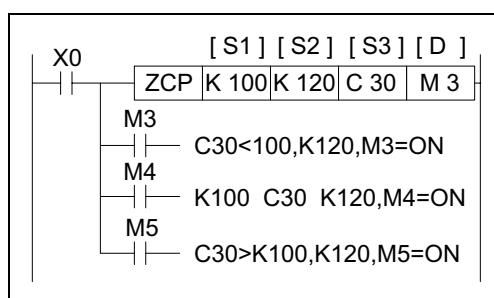 [ S1 ] [ S2 ] [ S3 ] [ D ]
X0
ZCP K 100 K 120 C 30 M 3
M3
C30<100,K120,M3=ON
M4
K100 C30 K120,M4=ON
M5
C30>K100,K120,M5=ON